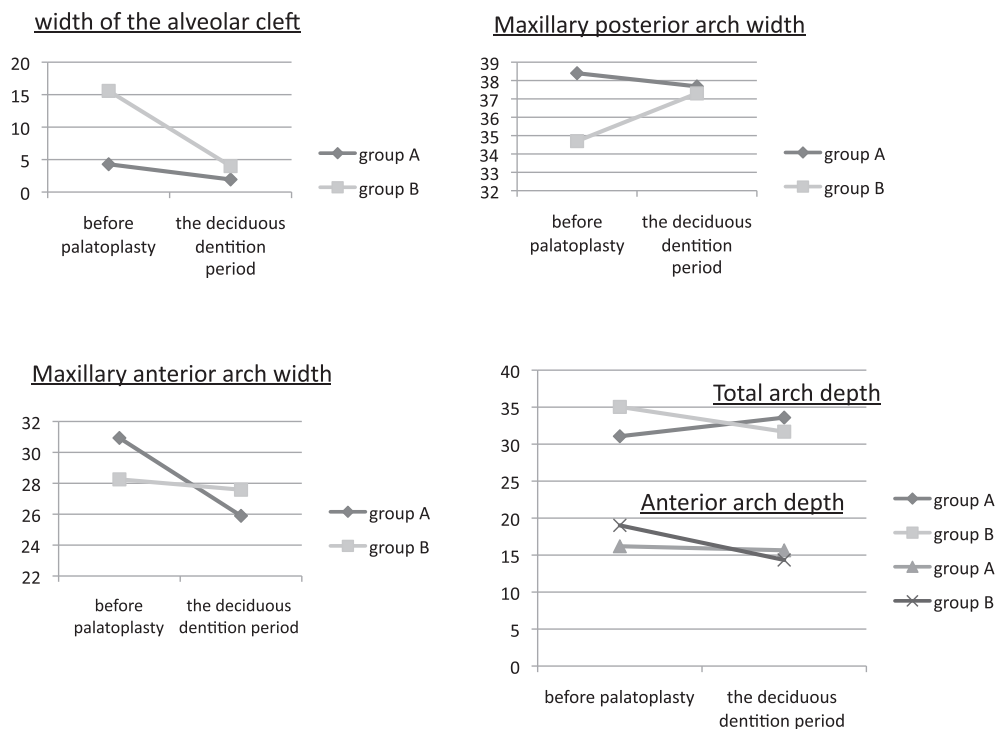 width of the alveolar cleft
20
15
10
5
0
before
palatoplasty
the deciduous
dentition
period
group A
group B
Maxillary posterior arch width
39
38
37
36
35
34
33
32
before
palatoplasty
the deciduous
dentition
period
group A
group B
Maxillary anterior arch width
32
30
28
26
24
22
before
palatoplasty
the deciduous
dentition period
group A
group B
40
35
30
25
20
15
10
5
0
Total arch depth
Anterior arch depth
before palatoplasty
the deciduous
dentition period
group A
group B
group A
group B